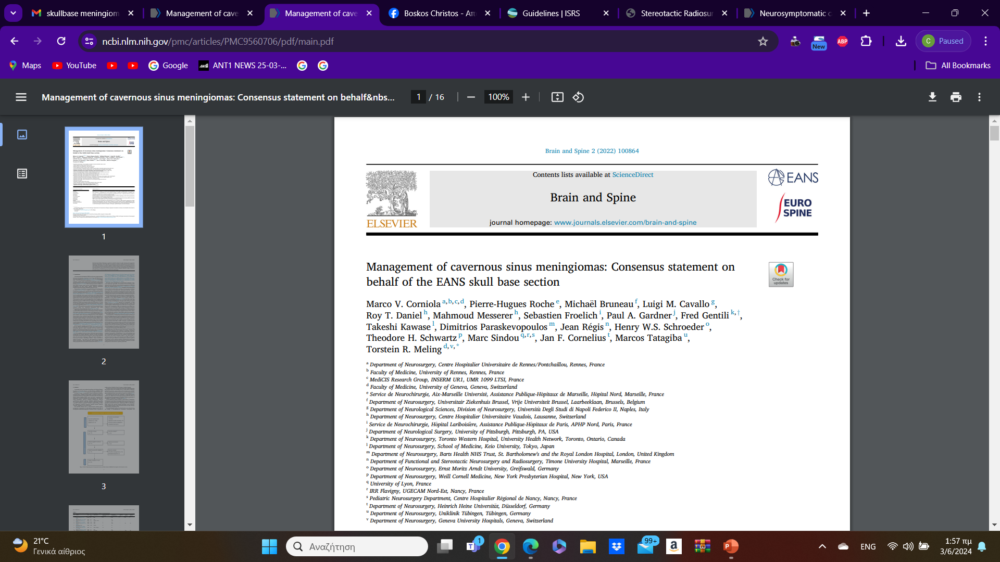 skullbase meningiom
Management of cave
Management of cave
Boskos Christos - Απ
Guidelines | ISRS
Stereotactic Radiosur
Neurosymptomatic c
ncbi.nlm.nih.gov/pmc/articles/PMC9560706/pdf/main.pdf
New
ABP
C Paused
Maps
YouTube
Google
ANT1 NEWS 25-03-...
All Bookmarks
Management of cavernous sinus meningiomas: Consensus statement on behalf&nbs...
1 / 16
100%
1
2
3
Brain and Spine 2 (2022) 100864
Contents lists available at ScienceDirect
Brain and Spine
journal homepage: www.journals.elsevier.com/brain-and-spine
ELSEVIER
EANS
EURO
SPINE
Management of cavernous sinus meningiomas: Consensus statement on
behalf of the EANS skull base section
Check for
updates
Marco V. Corniola a,b,c,d, Pierre-Hugues Roche e, Michaël Bruneau f, Luigi M. Cavallo g,
Roy T. Daniel h, Mahmoud Messerer h, Sebastien Froelich i, Paul A. Gardner j, Fred Gentili k,†,
Takeshi Kawase l, Dimitrios Paraskevopoulos m, Jean Régis n, Henry W.S. Schroeder o,
Theodore H. Schwartz p, Marc Sindou q,r,s, Jan F. Cornelius t, Marcos Tatagiba u,
Torstein R. Meling d,v,*
a Department of Neurosurgery, Centre Hospitalier Universitaire de Rennes/Pontchaillou, Rennes, France
b Faculty of Medicine, University of Rennes, Rennes, France
c MediCIS Research Group, INSERM UR1, UMR 1099 LTSI, France
d Faculty of Medicine, University of Geneva, Geneva, Switzerland
e Service de Neurochirurgie, Aix-Marseille Université, Assistance Publique-Hôpitaux de Marseille, Hôpital Nord, Marseille, France
f Department of Neurosurgery, Universitair Ziekenhuis Brussel, Vrije Universiteit Brussel, Laarbeeklaan, Brussels, Belgium
g Department of Neurological Sciences, Division of Neurosurgery, Università Degli Studi di Napoli Federico II, Naples, Italy
h Department of Neurosurgery, Centre Hospitalier Universitaire Vaudois, Lausanne, Switzerland
i Service de Neurochirurgie, Hôpital Lariboisière, Assistance Publique-Hôpitaux de Paris, APHP Nord, Paris, France
j Department of Neurological Surgery, University of Pittsburgh, Pittsburgh, PA, USA
k Department of Neurosurgery, Toronto Western Hospital, University Health Network, Toronto, Ontario, Canada
l Department of Neurosurgery, School of Medicine, Keio University, Tokyo, Japan
m Department of Neurosurgery, Barts Health NHS Trust, St. Bartholomew's and the Royal London Hospital, London, United Kingdom
n Department of Functional and Stereotactic Neurosurgery and Radiosurgery, Timone University Hospital, Marseille, France
o Department of Neurosurgery, Ernst Moritz Arndt University, Greifswald, Germany
p Department of Neurosurgery, Weill Cornell Medicine, New York Presbyterian Hospital, New York, USA
q University of Lyon, France
r IRR Flavigny, UGECAM Nord-Est, Nancy, France
s Pediatric Neurosurgery Department, Centre Hospitalier Régional de Nancy, Nancy, France
t Department of Neurosurgery, Heinrich Heine Universität, Düsseldorf, Germany
u Department of Neurosurgery, Uniklinik Tübingen, Tübingen, Germany
v Department of Neurosurgery, Geneva University Hospitals, Geneva, Switzerland
21°C
Γενικά αίθριος
Αναζήτηση
1
99+
ENG
1:57 πμ
3/6/2024